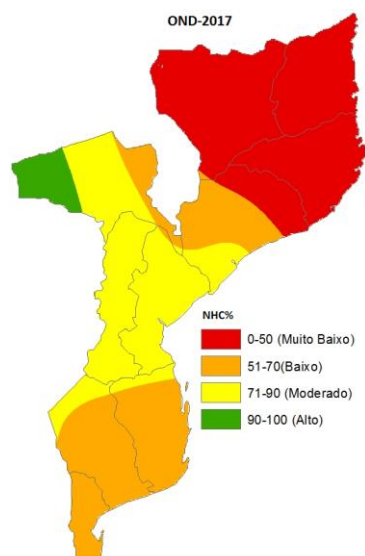 OND-2017
NHC%
0-50 (Muito Baixo)
51-70(Baixo)
71-90 (Moderado)
90-100 (Alto)